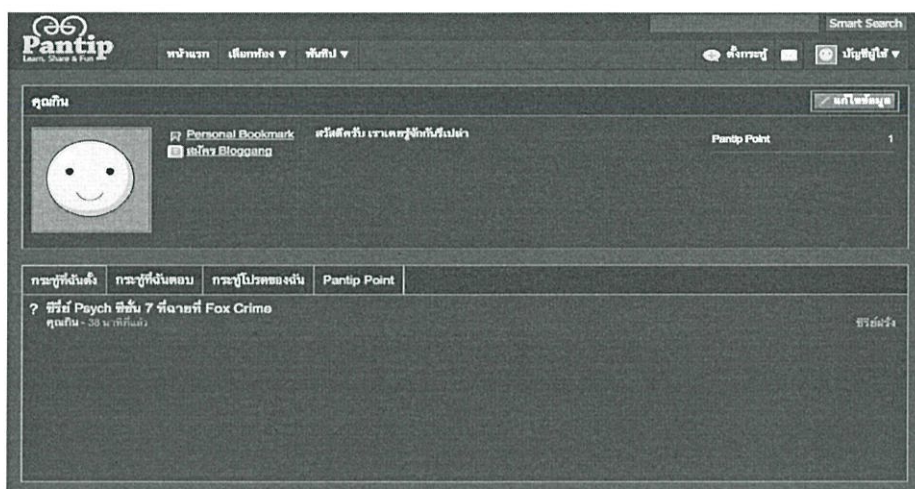 Pantip
Learn, Share & Fun
Smart Search
หน้าแรก เลือกห้อง ▼ พันทิป ▼
ตั้งกระทู้ บัญชีผู้ใช้ ▼
คุณกิน
แก้ไขข้อมูล
Personal Bookmark สวัสดีครับ เราเคยรู้จักกันรึเปล่า
Pantip Point 1
สมัคร Bloggang
กระทู้ที่ฉันตั้ง กระทู้ที่ฉันตอบ กระทู้โปรดของฉัน Pantip Point
? ซีรี่ย์ Psych ซีซั่น 7 ที่ฉายที่ Fox Crime
คุณกิน - 38 นาทีที่แล้ว ซีรีย์ฝรั่ง